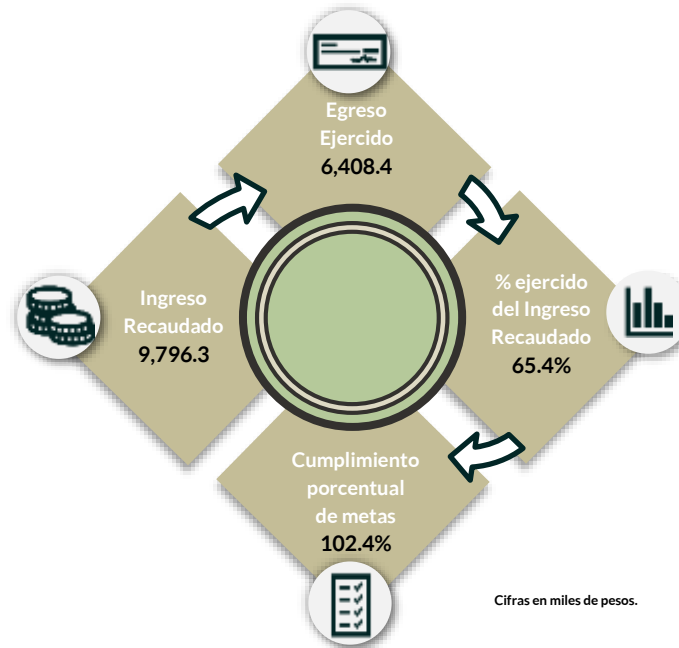 Egreso
Ejercido
6,408.4
% ejercido
del Ingreso
Recaudado
65.4%
Ingreso
Recaudado
9,796.3
Cumplimiento
porcentual
de metas
102.4%
Cifras en miles de pesos.